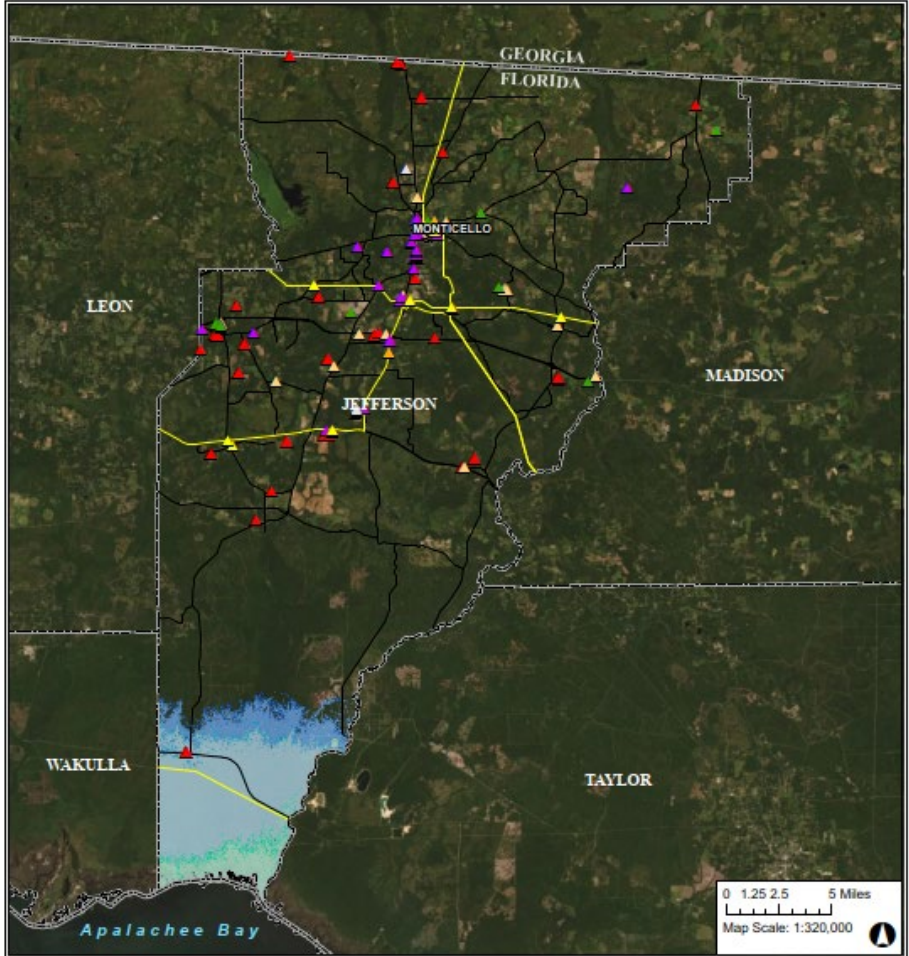 GEORGIA
FLORIDA
MONTICELLO
LEON
MADISON
JEFFERSON
WAKULLA
TAYLOR
0 1.25 2.5 5 Miles
Map Scale: 1:320,000
Apalachee Bay